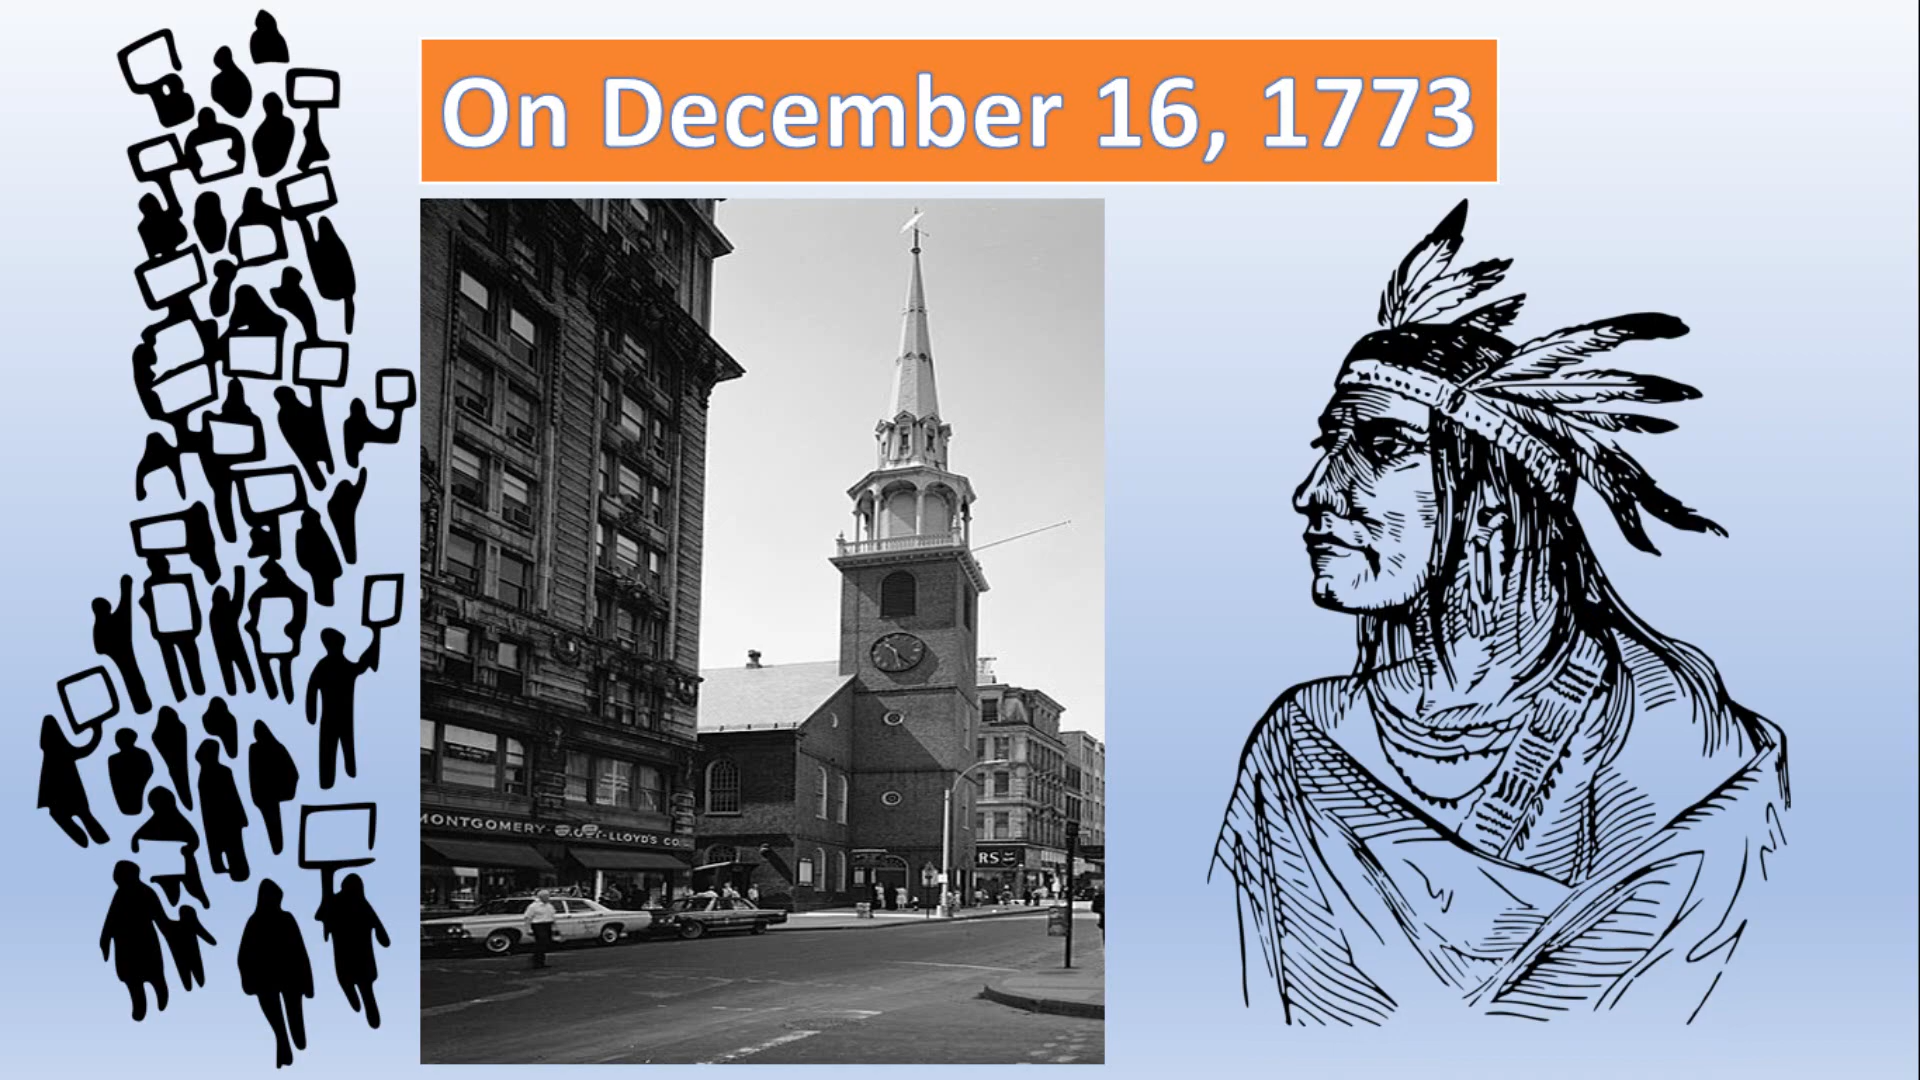 On December 16, 1773
MONTGOMERY-
-LLOYD'S CO.
RS